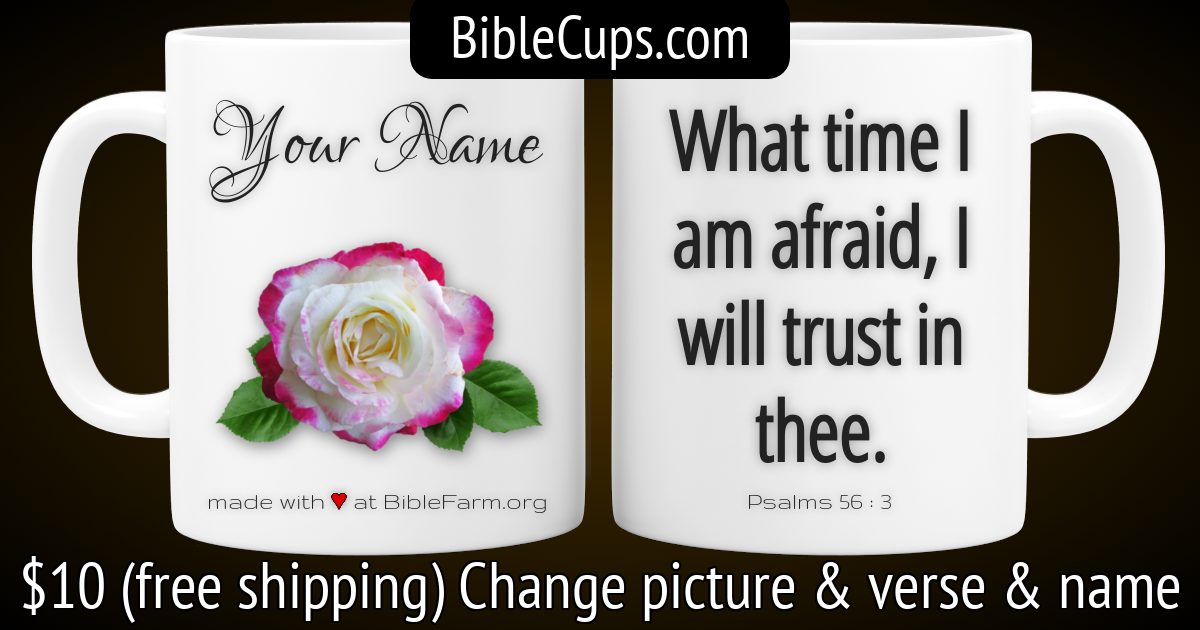 BibleCups.com
Your Name
made with ❤ at BibleFarm.org
What time I
am afraid, I
will trust in
thee.
Psalms 56 : 3
$10 (free shipping) Change picture & verse & name